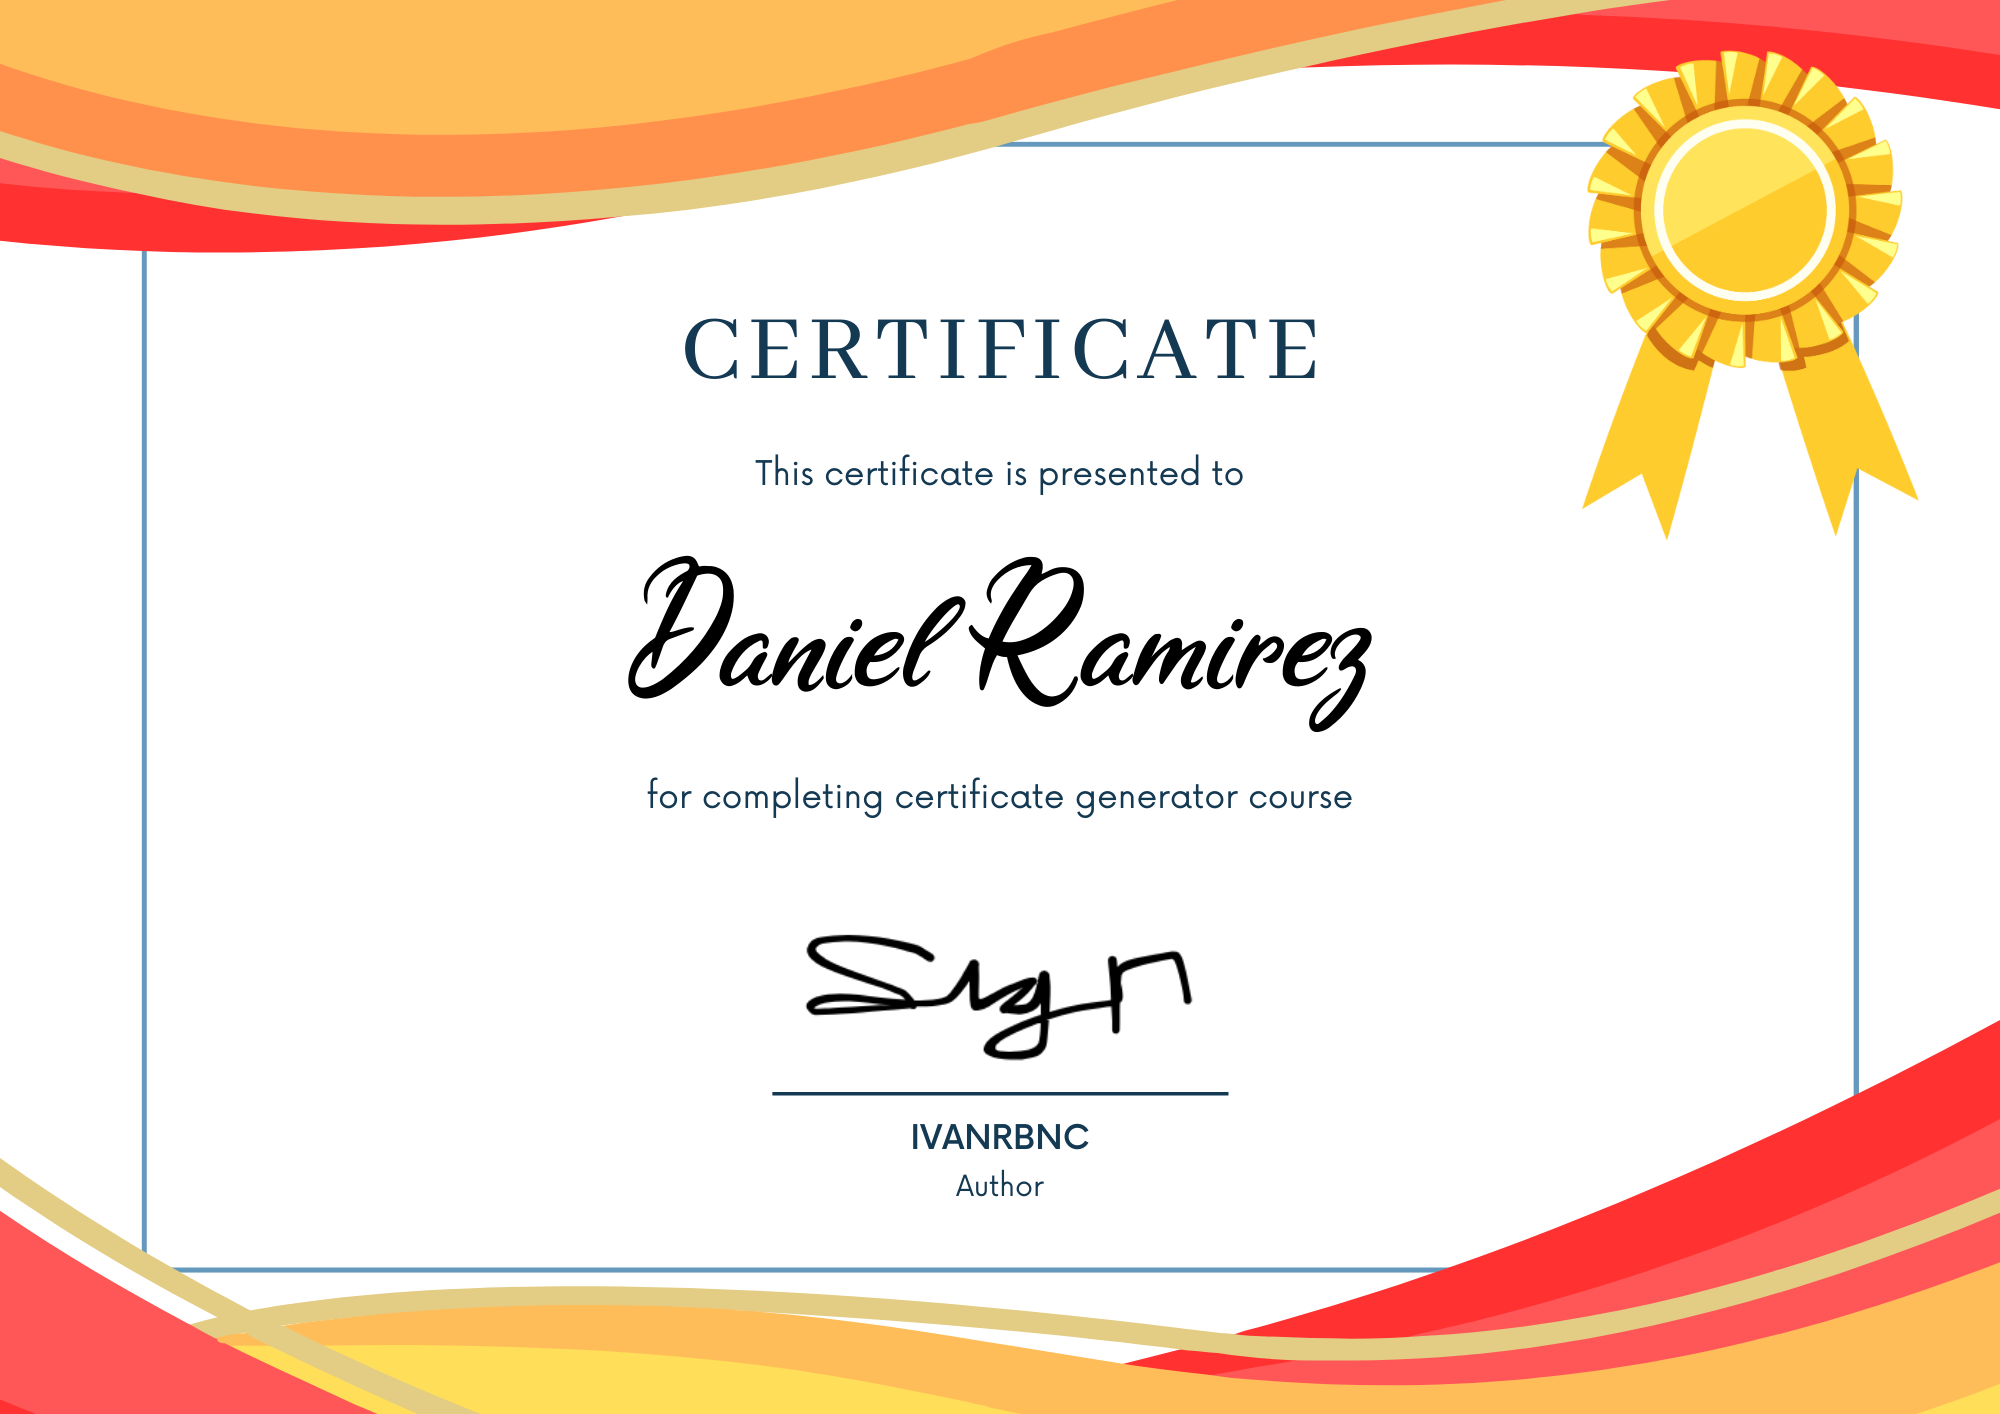 CERTIFICATE
This certificate is presented to
Daniel Ramirez
for completing certificate generator course
Sign
IVANRBNC
Author